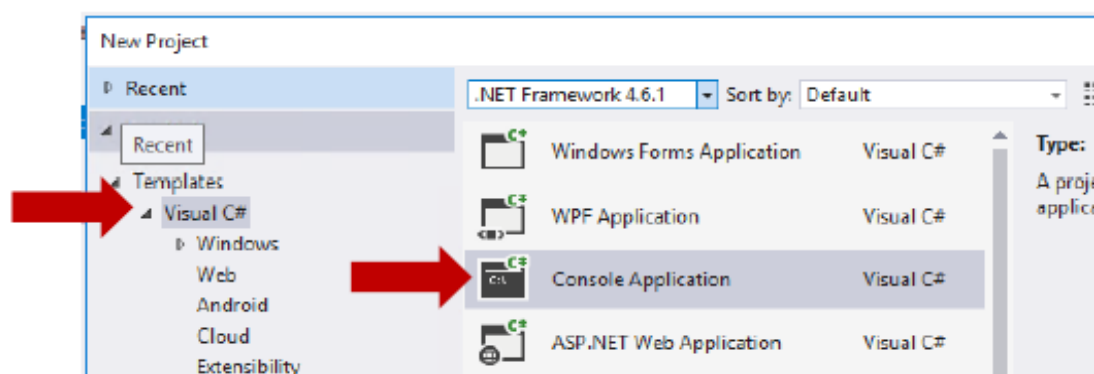 New Project
Recent
Recent
Templates
Visual C#
Windows
Web
Android
Cloud
Extensibility
.NET Framework 4.6.1 Sort by: Default
Windows Forms Application Visual C#
WPF Application Visual C#
Console Application Visual C#
ASP.NET Web Application Visual C#
Type:
A proje
applica